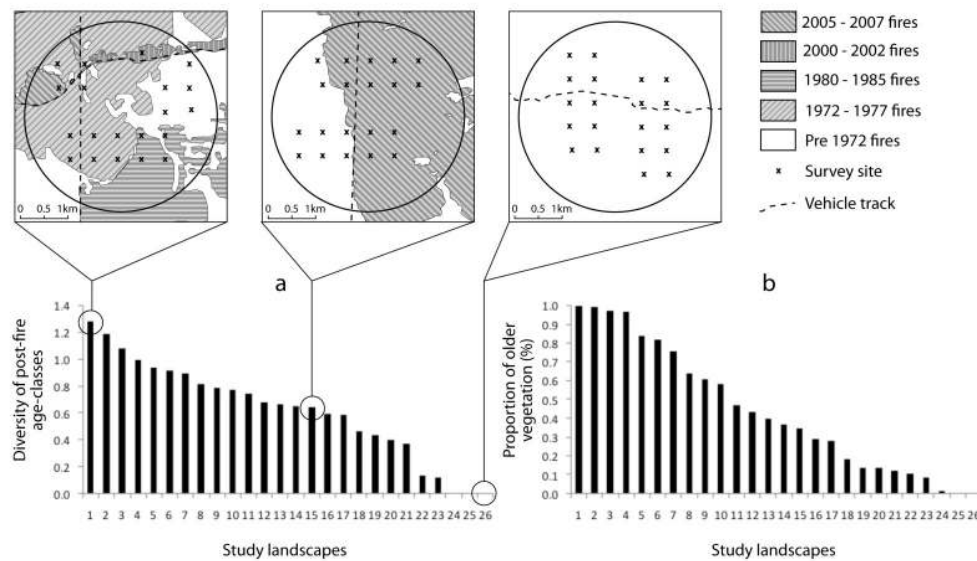 0 0.5 1km
0 0.5 1km
0 0.5 1km
2005 - 2007 fires
2000 - 2002 fires
1980 - 1985 fires
1972 - 1977 fires
Pre 1972 fires
x Survey site
Vehicle track
a
Diversity of post-fire
age-classes
1.4
1.2
1.0
0.8
0.6
0.4
0.2
0.0
1 2 3 4 5 6 7 8 9 10 11 12 13 14 15 16 17 18 19 20 21 22 23 24 25 26
Study landscapes
b
Proportion of older
vegetation (%)
1.0
0.9
0.8
0.7
0.6
0.5
0.4
0.3
0.2
0.1
0.0
1 2 3 4 5 6 7 8 9 10 11 12 13 14 15 16 17 18 19 20 21 22 23 24 25 26
Study landscapes